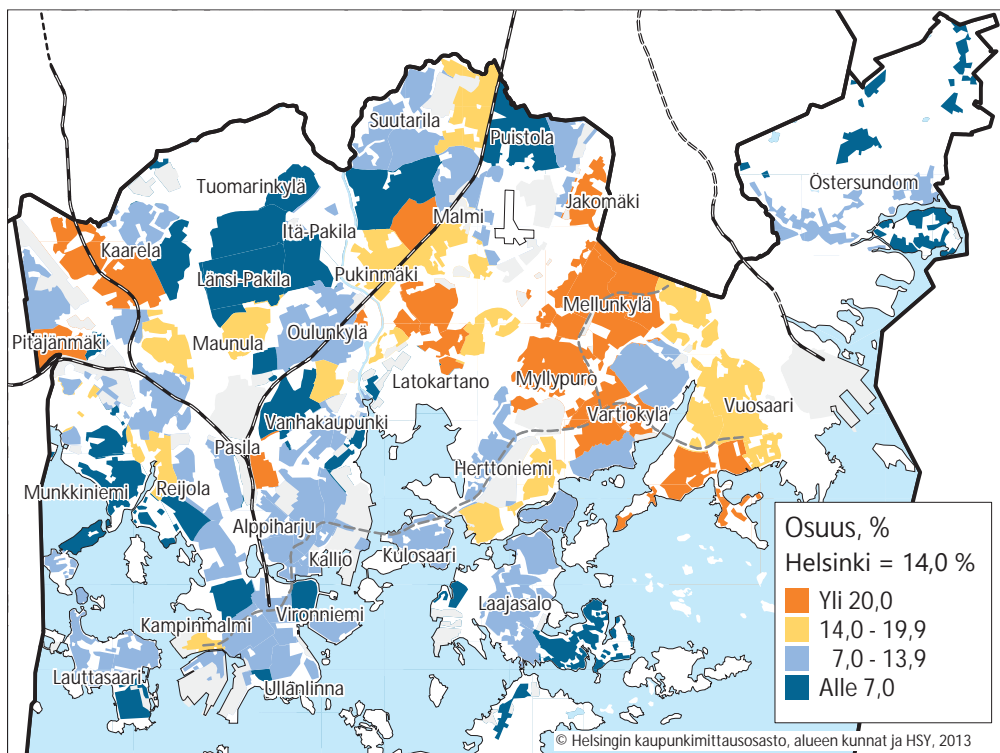 Suutarila
Puistola
Tuomarinkylä
Östersundom
Jakomäki
Malmi
Itä-Pakila
Kaarela
Länsi-Pakila
Pukinmäki
Mellunkylä
Oulunkylä
Pitäjänmäki
Maunula
Latokartano
Myllypuro
Vuosaari
Vartiokylä
Vanhakaupunki
Pasila
Herttoniemi
Munkkiniemi
Reijola
Alppiharju
Kallio
Kulosaari
Laajasalo
Vironniemi
Kampinmalmi
Lauttasaari
Ullanlinna
Osuus, %
Helsinki = 14,0 %
Yli 20,0
14,0 - 19,9
7,0 - 13,9
Alle 7,0
© Helsingin kaupunkimittausosasto, alueen kunnat ja HSY, 2013